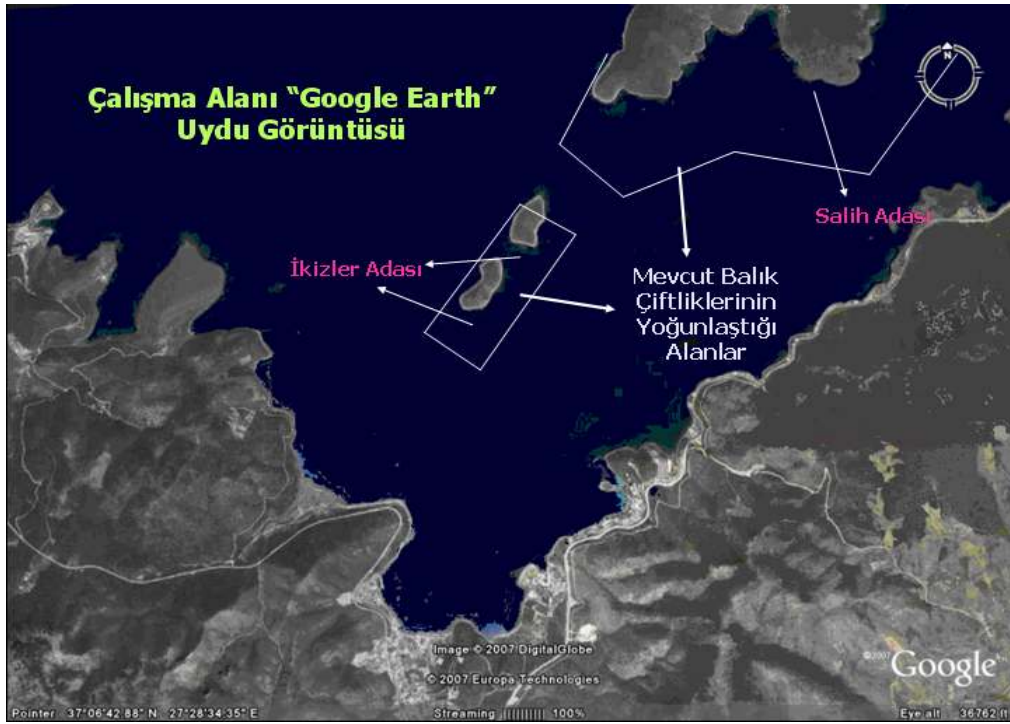 Çalışma Alanı “Google Earth”
Uydu Görüntüsü
N
Salih Adası
İkizler Adası
Mevcut Balık
Çiftliklerinin
Yoğunlaştığı
Alanlar
Image © 2007 DigitalGlobe
© 2007 Europa Technologies
©2007 Google
Pointer 37°06'42.88" N 27°28'34.35" E Streaming |||||||||| 100% Eye alt 36762 ft